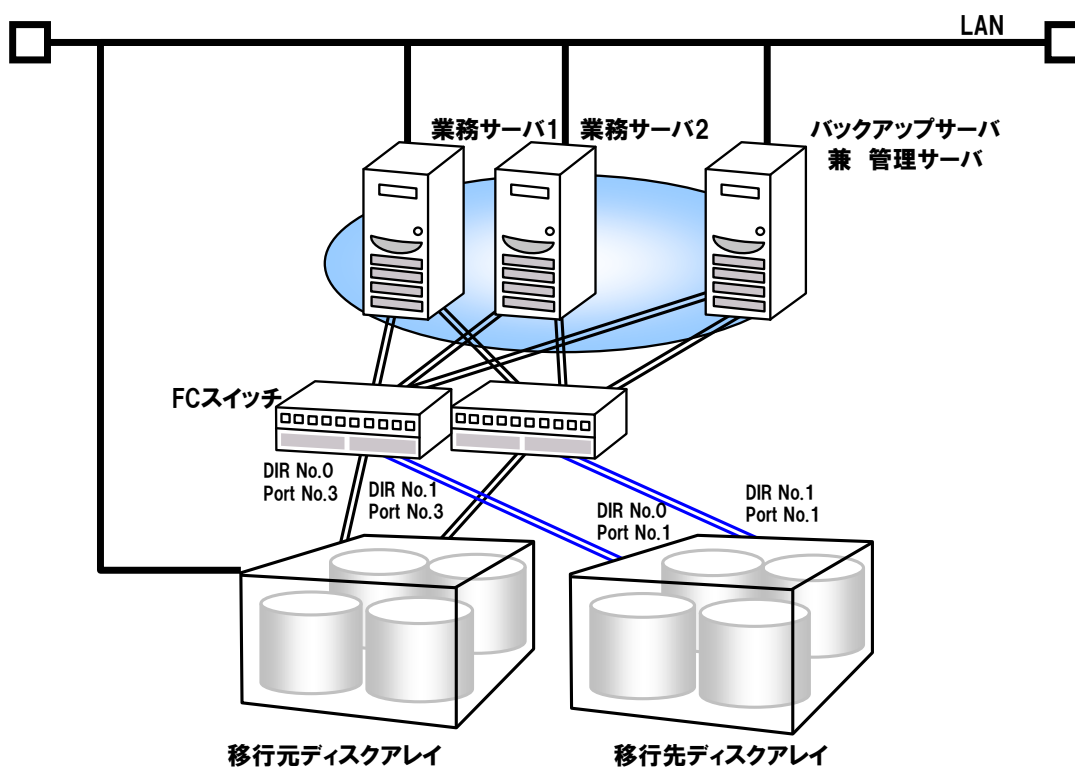 LAN
業務サーバ1
業務サーバ2
バックアップサーバ
兼 管理サーバ
FCスイッチ
DIR No.0
Port No.3
DIR No.1
Port No.3
DIR No.0
Port No.1
DIR No.1
Port No.1
移行元ディスクアレイ
移行先ディスクアレイ